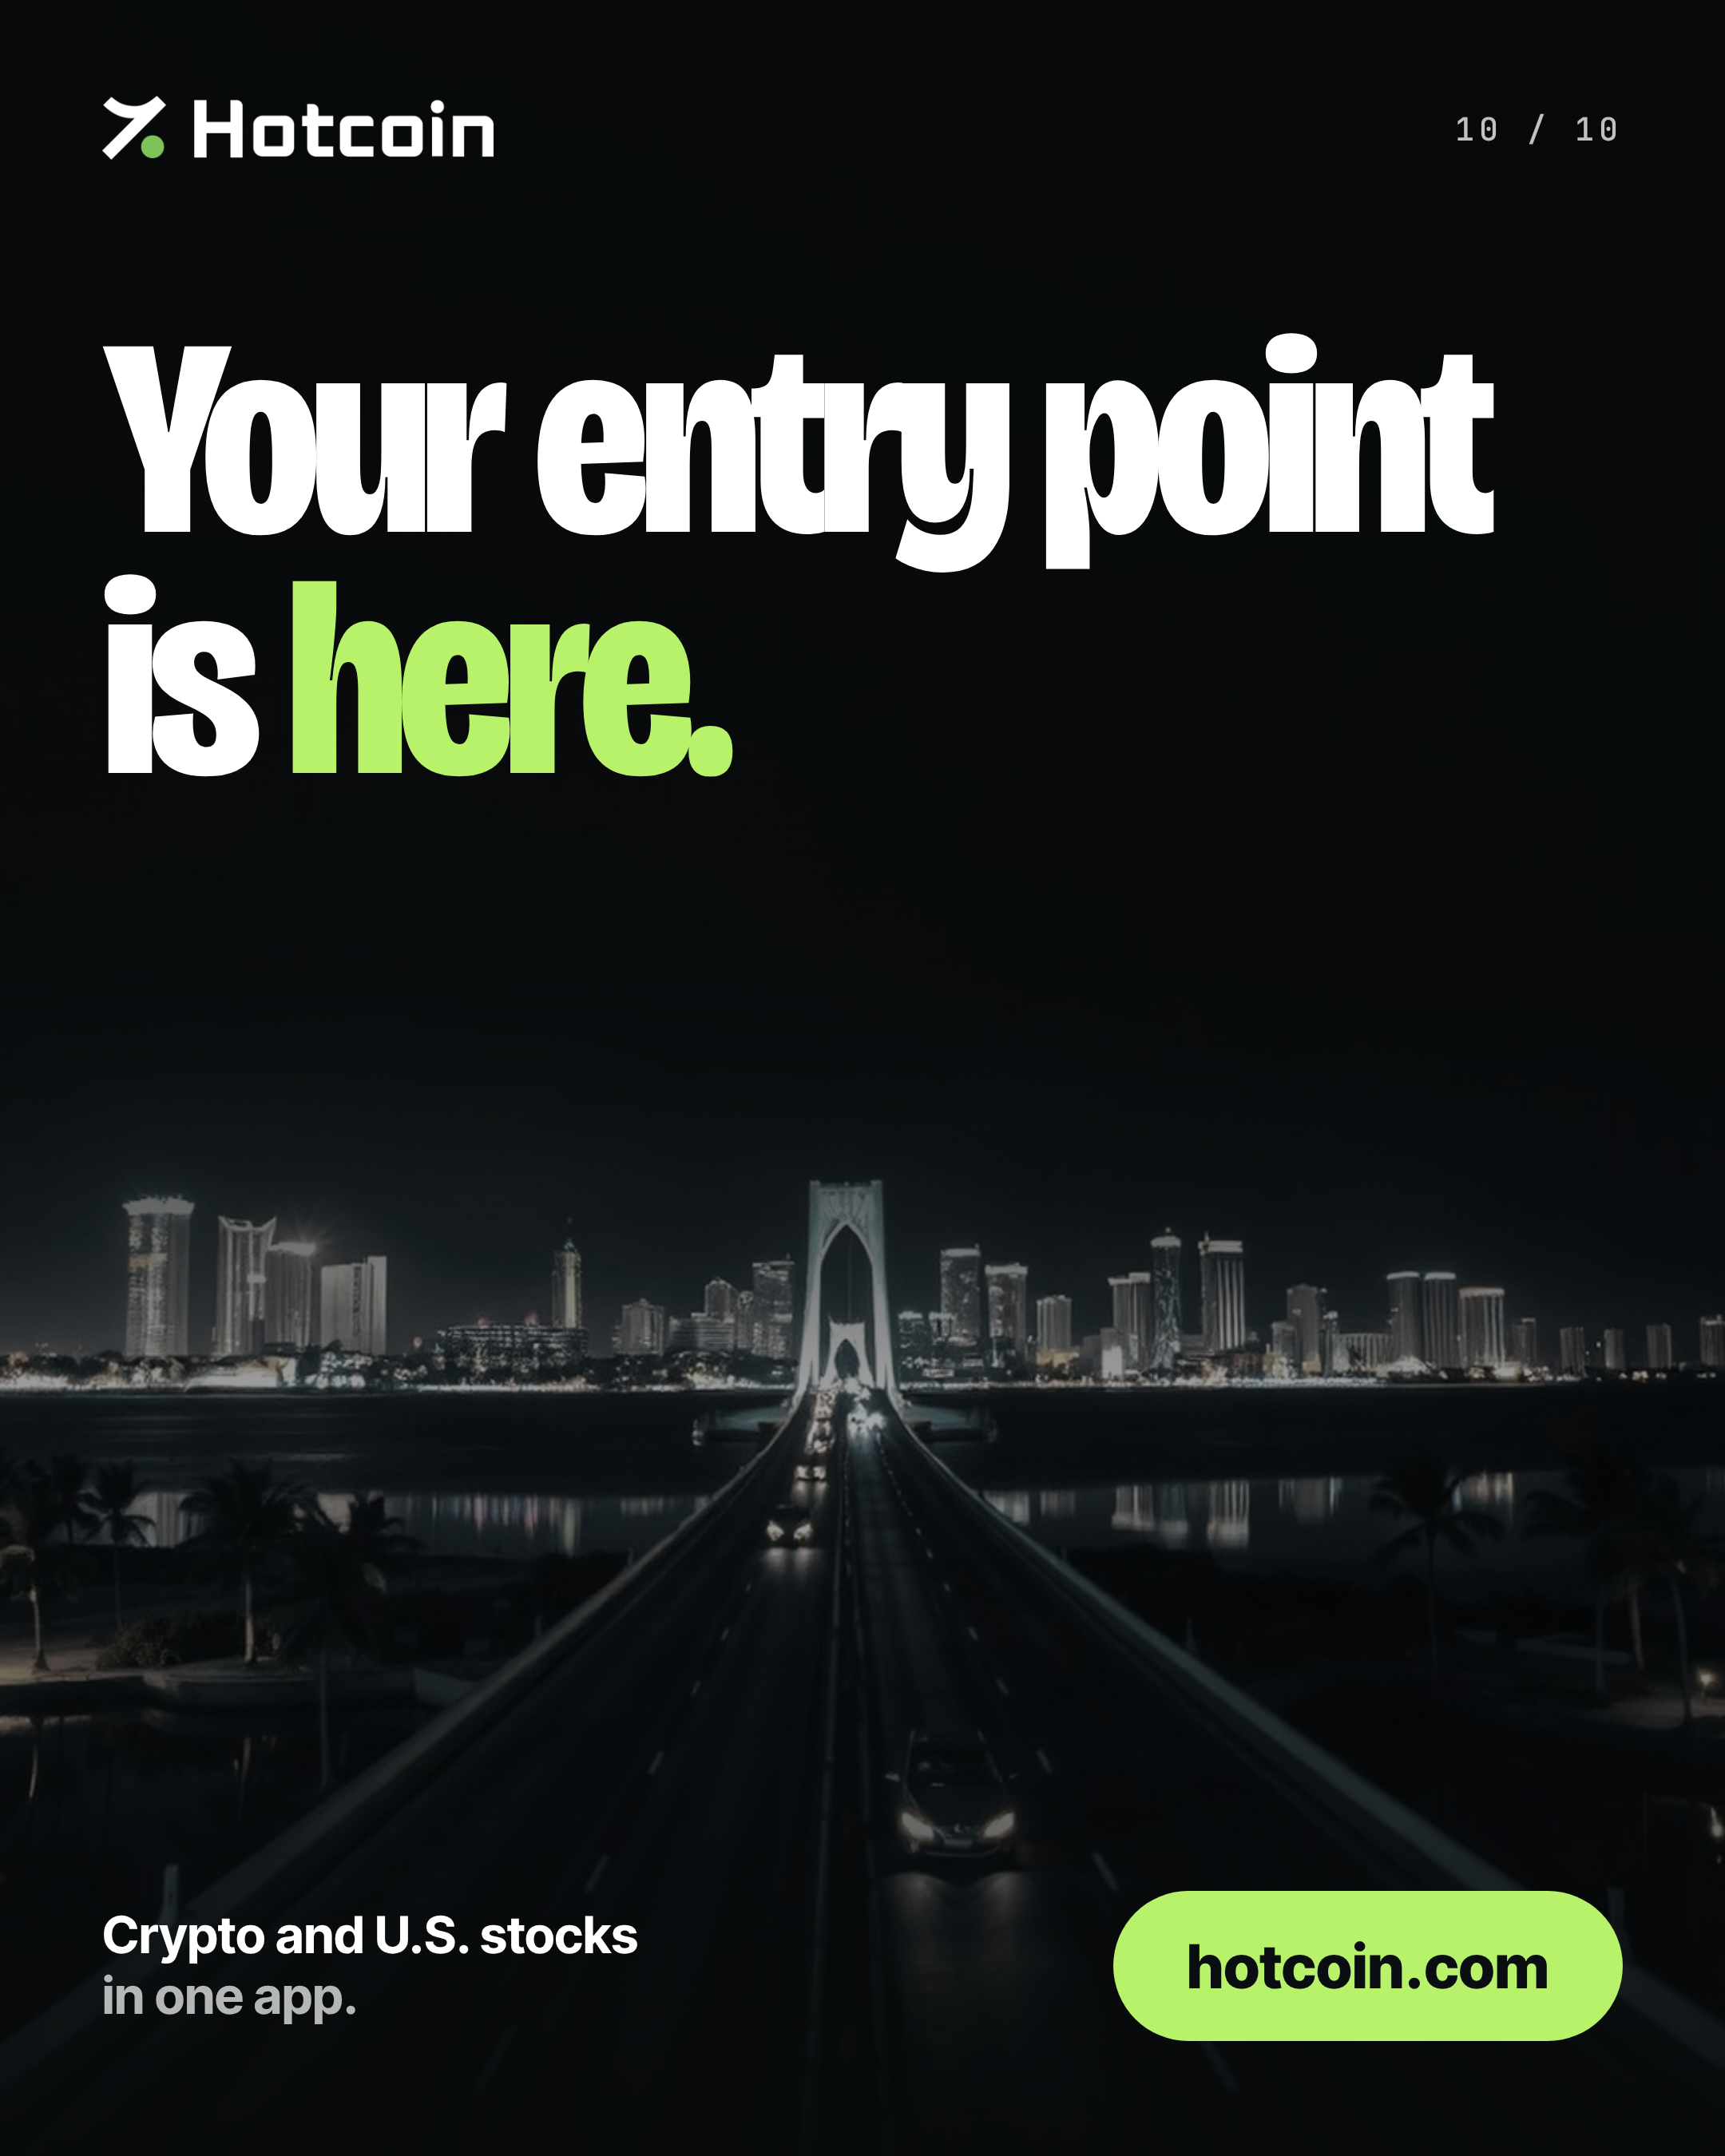 Hotcoin
10 / 10
Your entry point
is here.
Crypto and U.S. stocks
in one app.
hotcoin.com